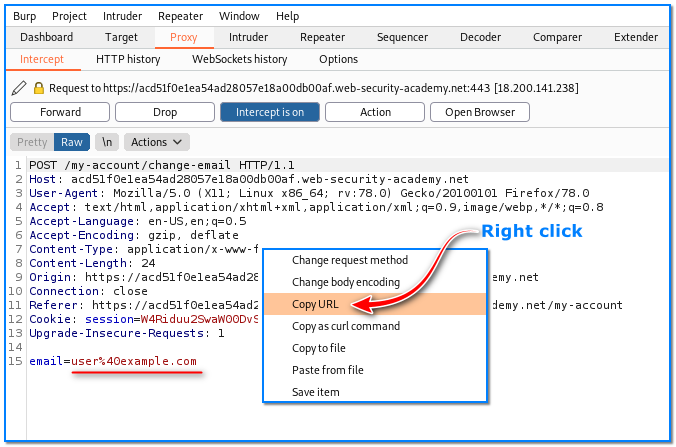 Burp Project Intruder Repeater Window Help
Dashboard Target Proxy Intruder Repeater Sequencer Decoder Comparer Extender
Intercept HTTP history WebSockets history Options
Request to https://acd51f0e1ea54ad28057e18a00db00af.web-security-academy.net:443 [18.200.141.238]
Forward Drop Intercept is on Action Open Browser
Pretty Raw \n Actions
1 POST /my-account/change-email HTTP/1.1
2 Host: acd51f0e1ea54ad28057e18a00db00af.web-security-academy.net
3 User-Agent: Mozilla/5.0 (X11; Linux x86_64; rv:78.0) Gecko/20100101 Firefox/78.0
4 Accept: text/html,application/xhtml+xml,application/xml;q=0.9,image/webp,*/*;q=0.8
5 Accept-Language: en-US,en;q=0.5
Right click
6 Accept-Encoding: gzip, deflate
7 Content-Type: application/x-www-f
Change request method
8 Content-Length: 24
9 Origin: https://acd51f0e1ea54ad28 emy.net
Change body encoding
10 Connection: close
Copy URL
11 Referer: https://acd51f0e1ea54ad28 demy.net/my-account
12 Cookie: session=W4Riduu2SwaW00DvS
Copy as curl command
13 Upgrade-Insecure-Requests: 1
14
Copy to file
15 email=user%40example.com
Paste from file
Save item